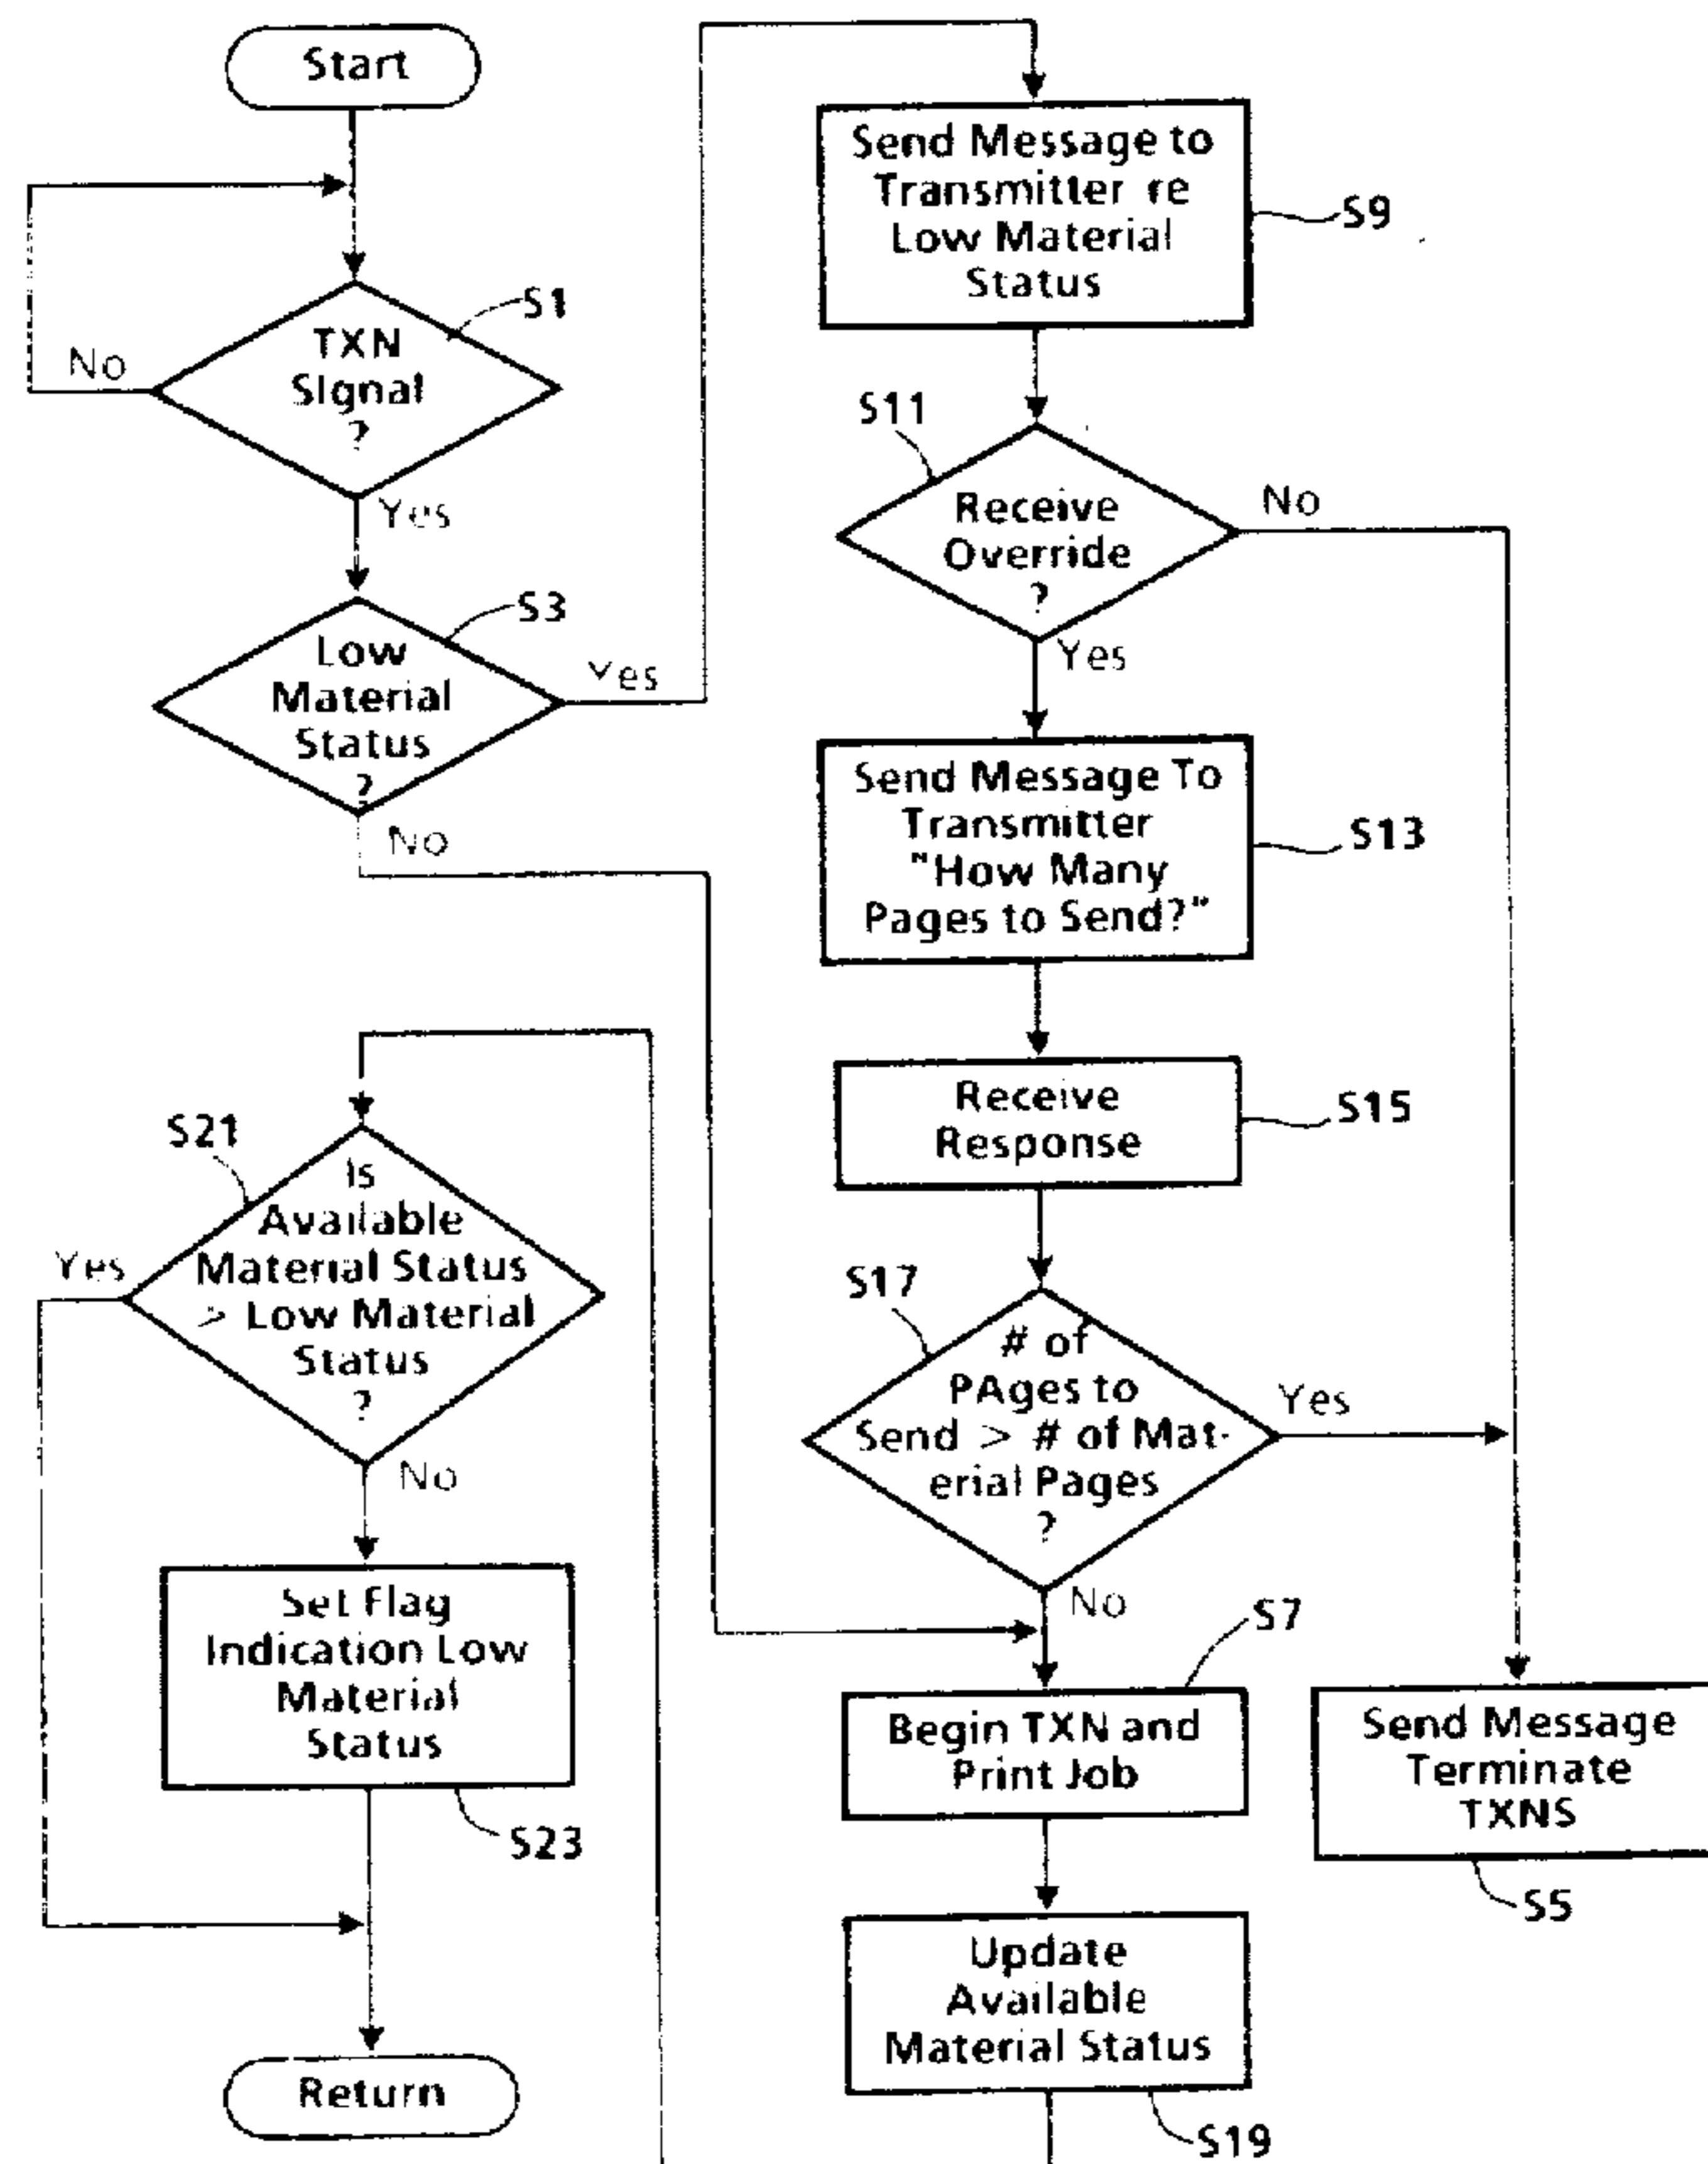 Start
S1
TXN
SIgnal
?
No
Yes
S3
Low
Material
Status
?
Yes
No
Send Message to
Transmitter re
Low Material
Status
S9
S11
Receive
Override
?
No
Yes
Send Message To
Transmitter
"How Many
Pages to Send?"
S13
Receive
Response
S15
S17
# of
PAges to
Send > # of Mat-
erial Pages
?
Yes
No
S7
Begin TXN and
Print Job
Send Message
Terminate
TXNS
S5
Update
Available
Material Status
S19
S21
Is
Available
Material Status
> Low Material
Status
?
Yes
No
Set Flag
Indication Low
Material
Status
S23
Return